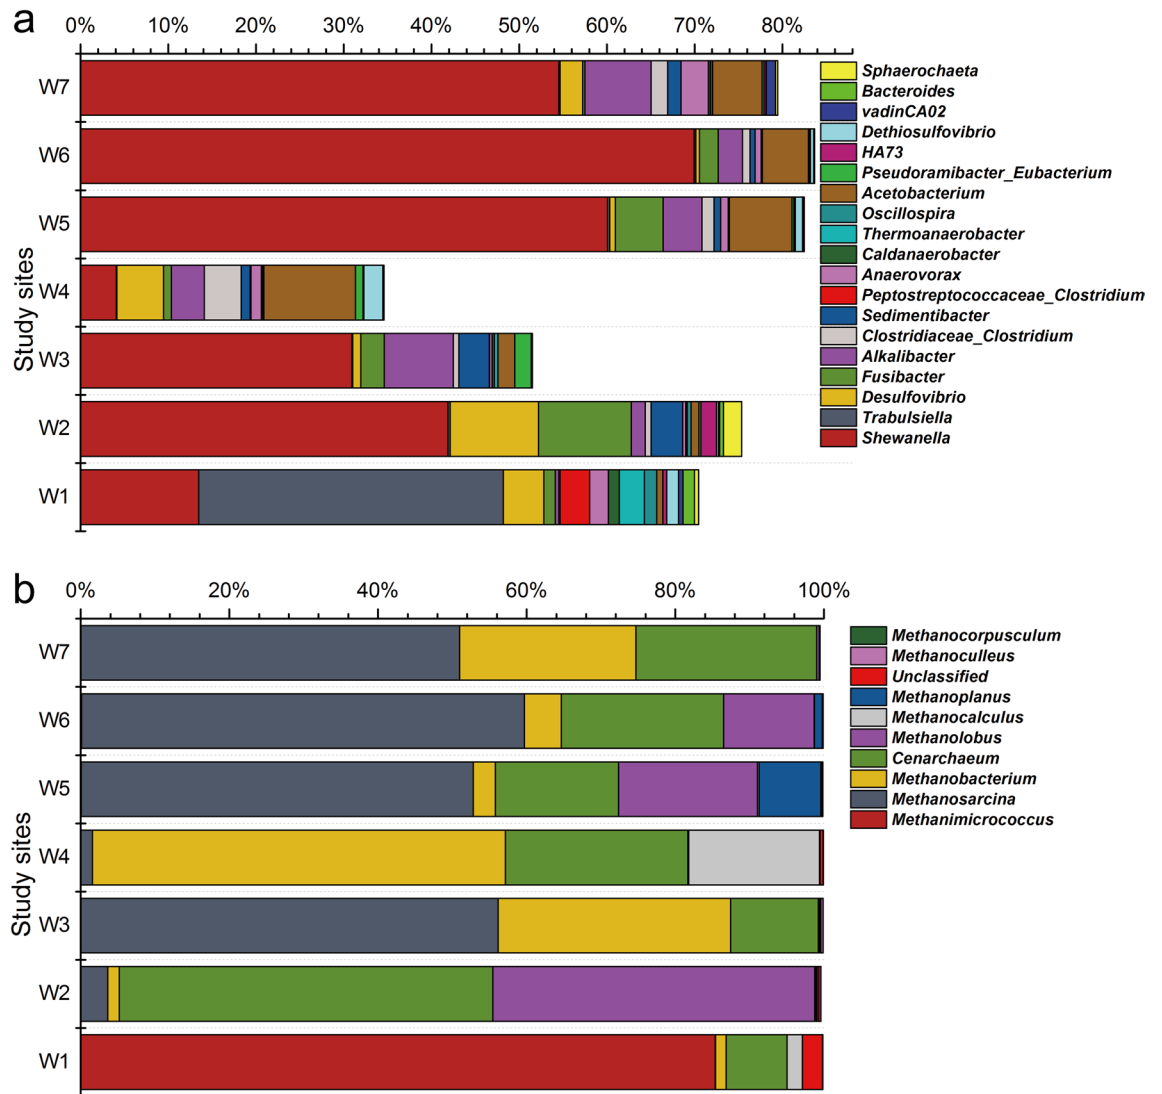 a
0% 10% 20% 30% 40% 50% 60% 70% 80%
Study sites
W7
W6
W5
W4
W3
W2
W1
Sphaerochaeta
Bacteroides
vadinCA02
Dethiosulfovibrio
HA73
Pseudoramibacter_Eubacterium
Acetobacterium
Oscillospira
Thermoanaerobacter
Caldanaerobacter
Anaerovorax
Peptostreptococcaceae_Clostridium
Sedimentibacter
Clostridiaceae_Clostridium
Alkalibacter
Fusibacter
Desulfovibrio
Trabulsiella
Shewanella
b
0% 20% 40% 60% 80% 100%
Study sites
W7
W6
W5
W4
W3
W2
W1
Methanocorpusculum
Methanoculleus
Unclassified
Methanoplanus
Methanocalculus
Methanolobus
Cenarchaeum
Methanobacterium
Methanosarcina
Methanimicrococcus